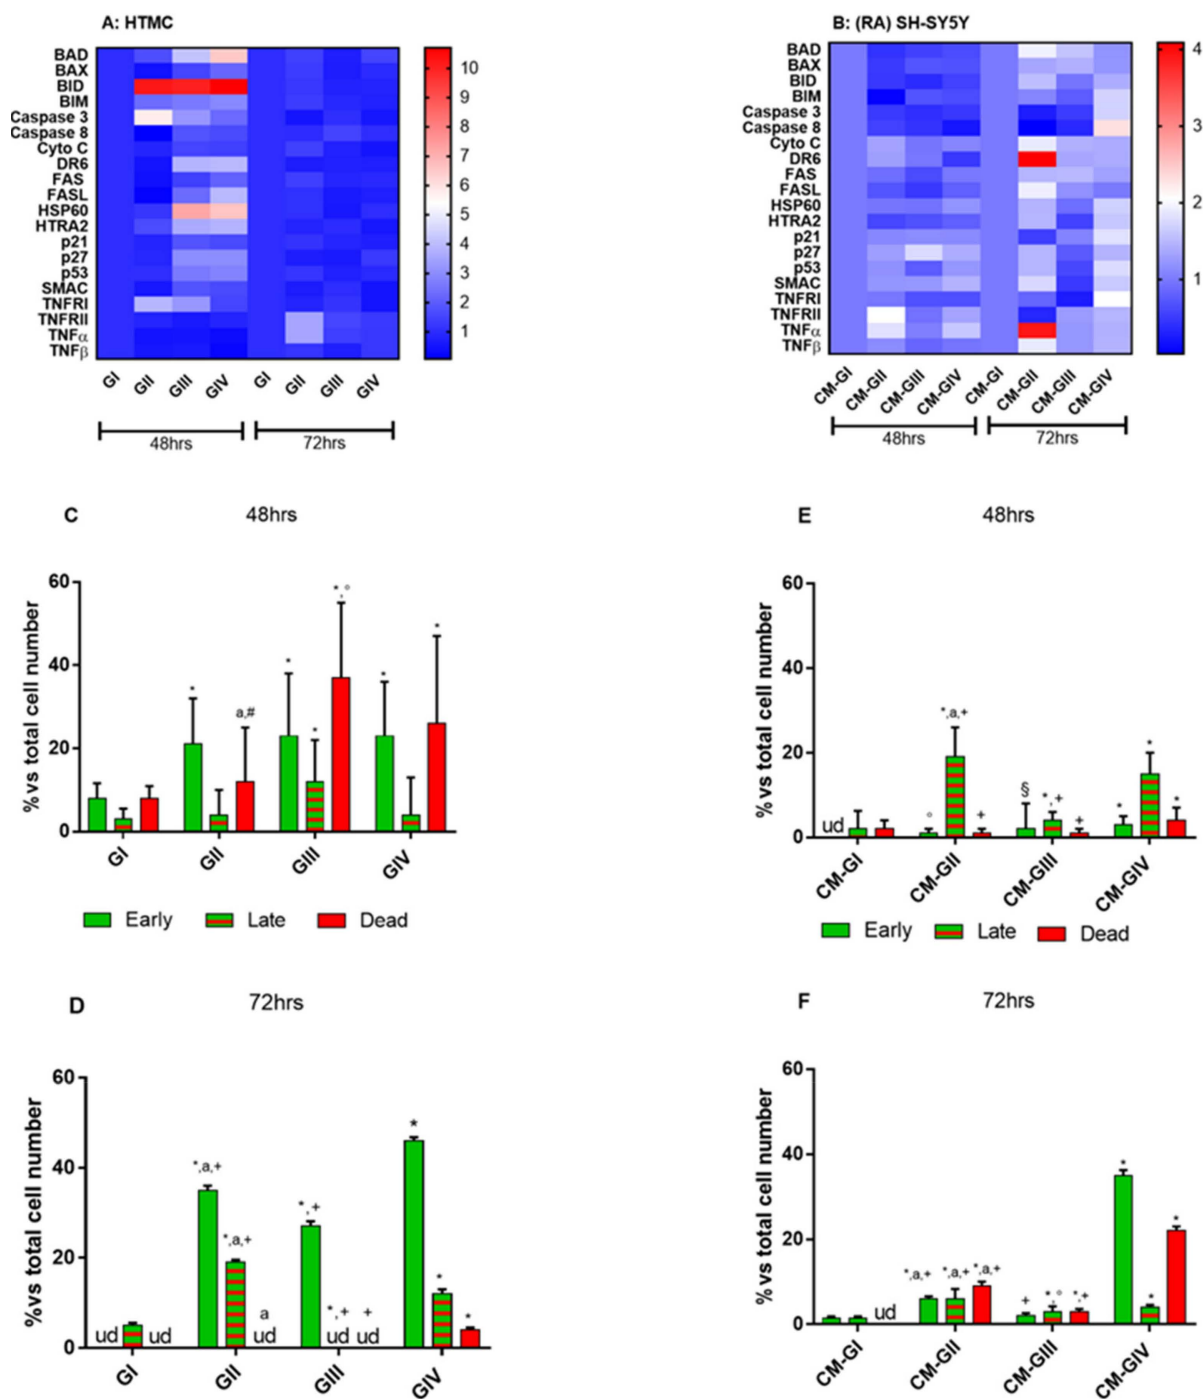 A: HTMC
BAD
BAX
BID
BIM
Caspase 3
Caspase 8
Cyto C
DR6
FAS
FASL
HSP60
HTRA2
p21
p27
p53
SMAC
TNFRI
TNFRII
TNFα
TNFβ
10
9
8
7
6
5
4
3
2
1
GI GII GIII GIV GI GII GIII GIV
48hrs 72hrs
B: (RA) SH-SY5Y
BAD
BAX
BID
BIM
Caspase 3
Caspase 8
Cyto C
DR6
FAS
FASL
HSP60
HTRA2
p21
p27
p53
SMAC
TNFRI
TNFRII
TNFα
TNFβ
4
3
2
1
CM-GI CM-GII CM-GIII CM-GIV CM-GI CM-GII CM-GIII CM-GIV
48hrs 72hrs
C 48hrs
% vs total cell number
60
40
20
0
* a,# * * *,° * *
GI GII GIII GIV
Early Late Dead
E 48hrs
% vs total cell number
60
40
20
0
ud ° *,a,+ + § *,+ + * * *
CM-GI CM-GII CM-GIII CM-GIV
Early Late Dead
D 72hrs
% vs total cell number
60
40
20
0
ud ud *,a,+ *,a,+ a ud *,+ *,+ ud + ud * * *
GI GII GIII GIV
F 72hrs
% vs total cell number
60
40
20
0
ud *,a,+ *,a,+ *,a,+ + *,° *,+ * * *
CM-GI CM-GII CM-GIII CM-GIV